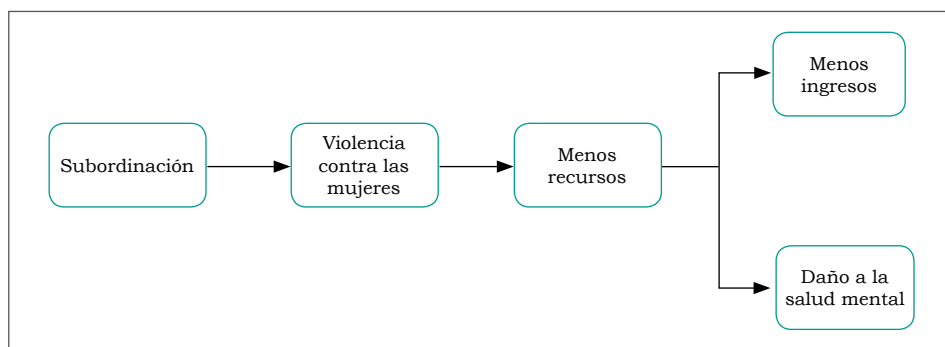 Subordinación
Violencia
contra las
mujeres
Menos
recursos
Menos
ingresos
Daño a la
salud mental